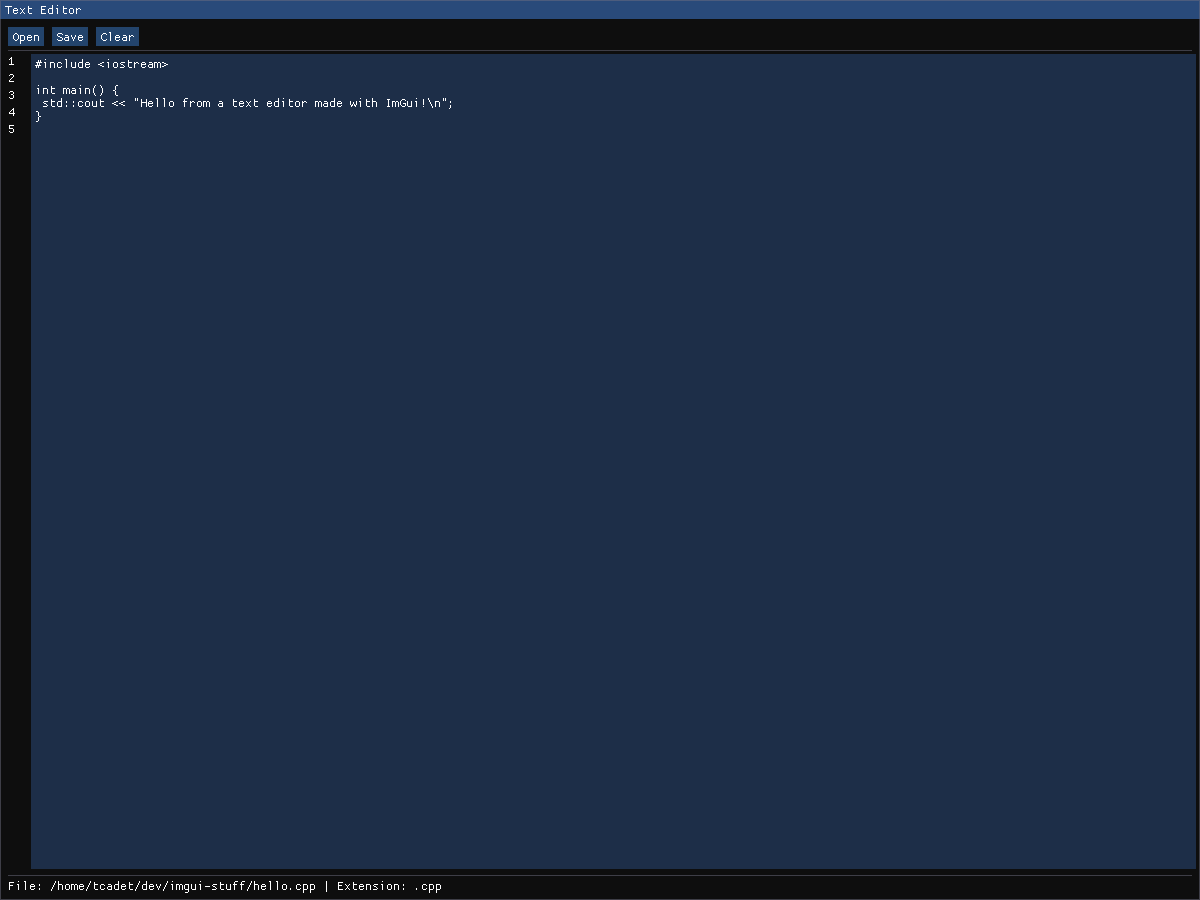 Text Editor
Open Save Clear
1 #include <iostream>
2
3 int main() {
4  std::cout << "Hello from a text editor made with ImGui!\n";
5 }
File: /home/tcadet/dev/imgui-stuff/hello.cpp | Extension: .cpp